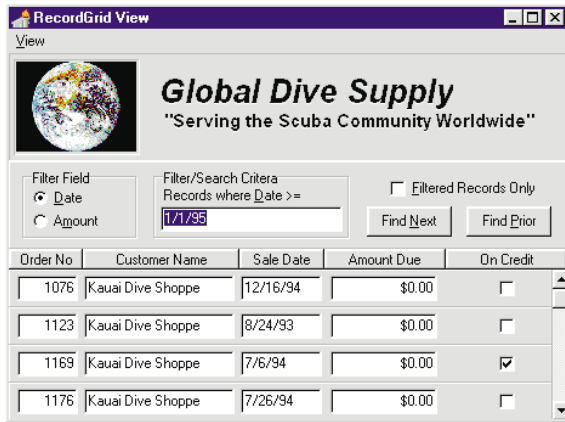 RecordGrid View
View
Global Dive Supply
"Serving the Scuba Community Worldwide"
Filter Field
Date
Amount
Filter/Search Critera
Records where Date >=
1/1/95
Filtered Records Only
Find Next Find Prior
Order No Customer Name Sale Date Amount Due On Credit
1076 Kauai Dive Shoppe 12/16/94 $0.00
1123 Kauai Dive Shoppe 8/24/93 $0.00
1169 Kauai Dive Shoppe 7/6/94 $0.00
1176 Kauai Dive Shoppe 7/26/94 $0.00